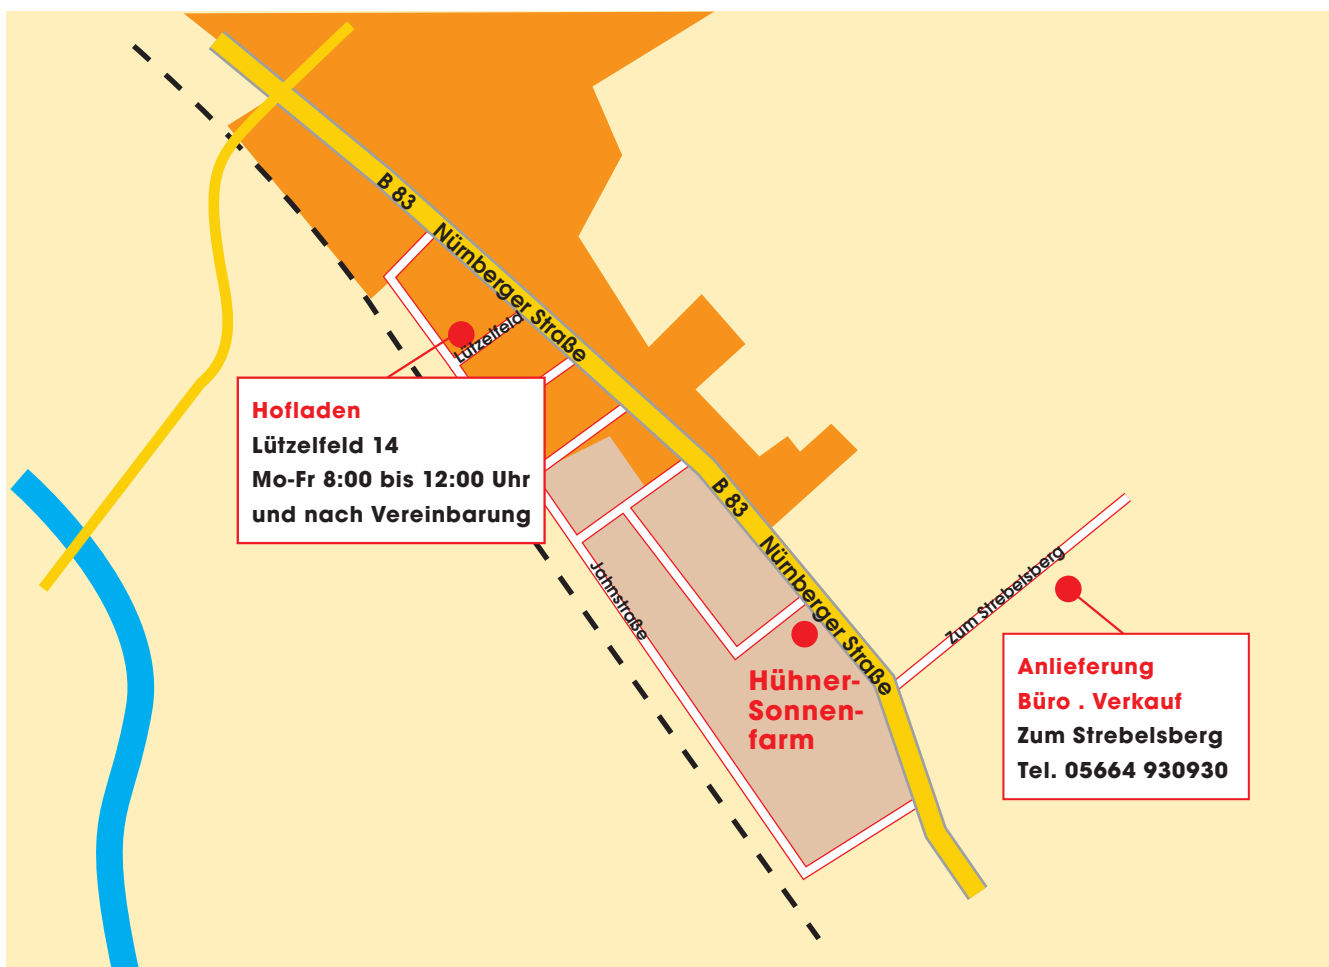 B 83
Nürnberger Straße
Lützelfeld
Hofladen
Lützelfeld 14
Mo-Fr 8:00 bis 12:00 Uhr
und nach Vereinbarung
B 83
Nürnberger Straße
Jahnstraße
Zum Strebelsberg
Hühner-
Sonnen-
farm
Anlieferung
Büro . Verkauf
Zum Strebelsberg
Tel. 05664 930930